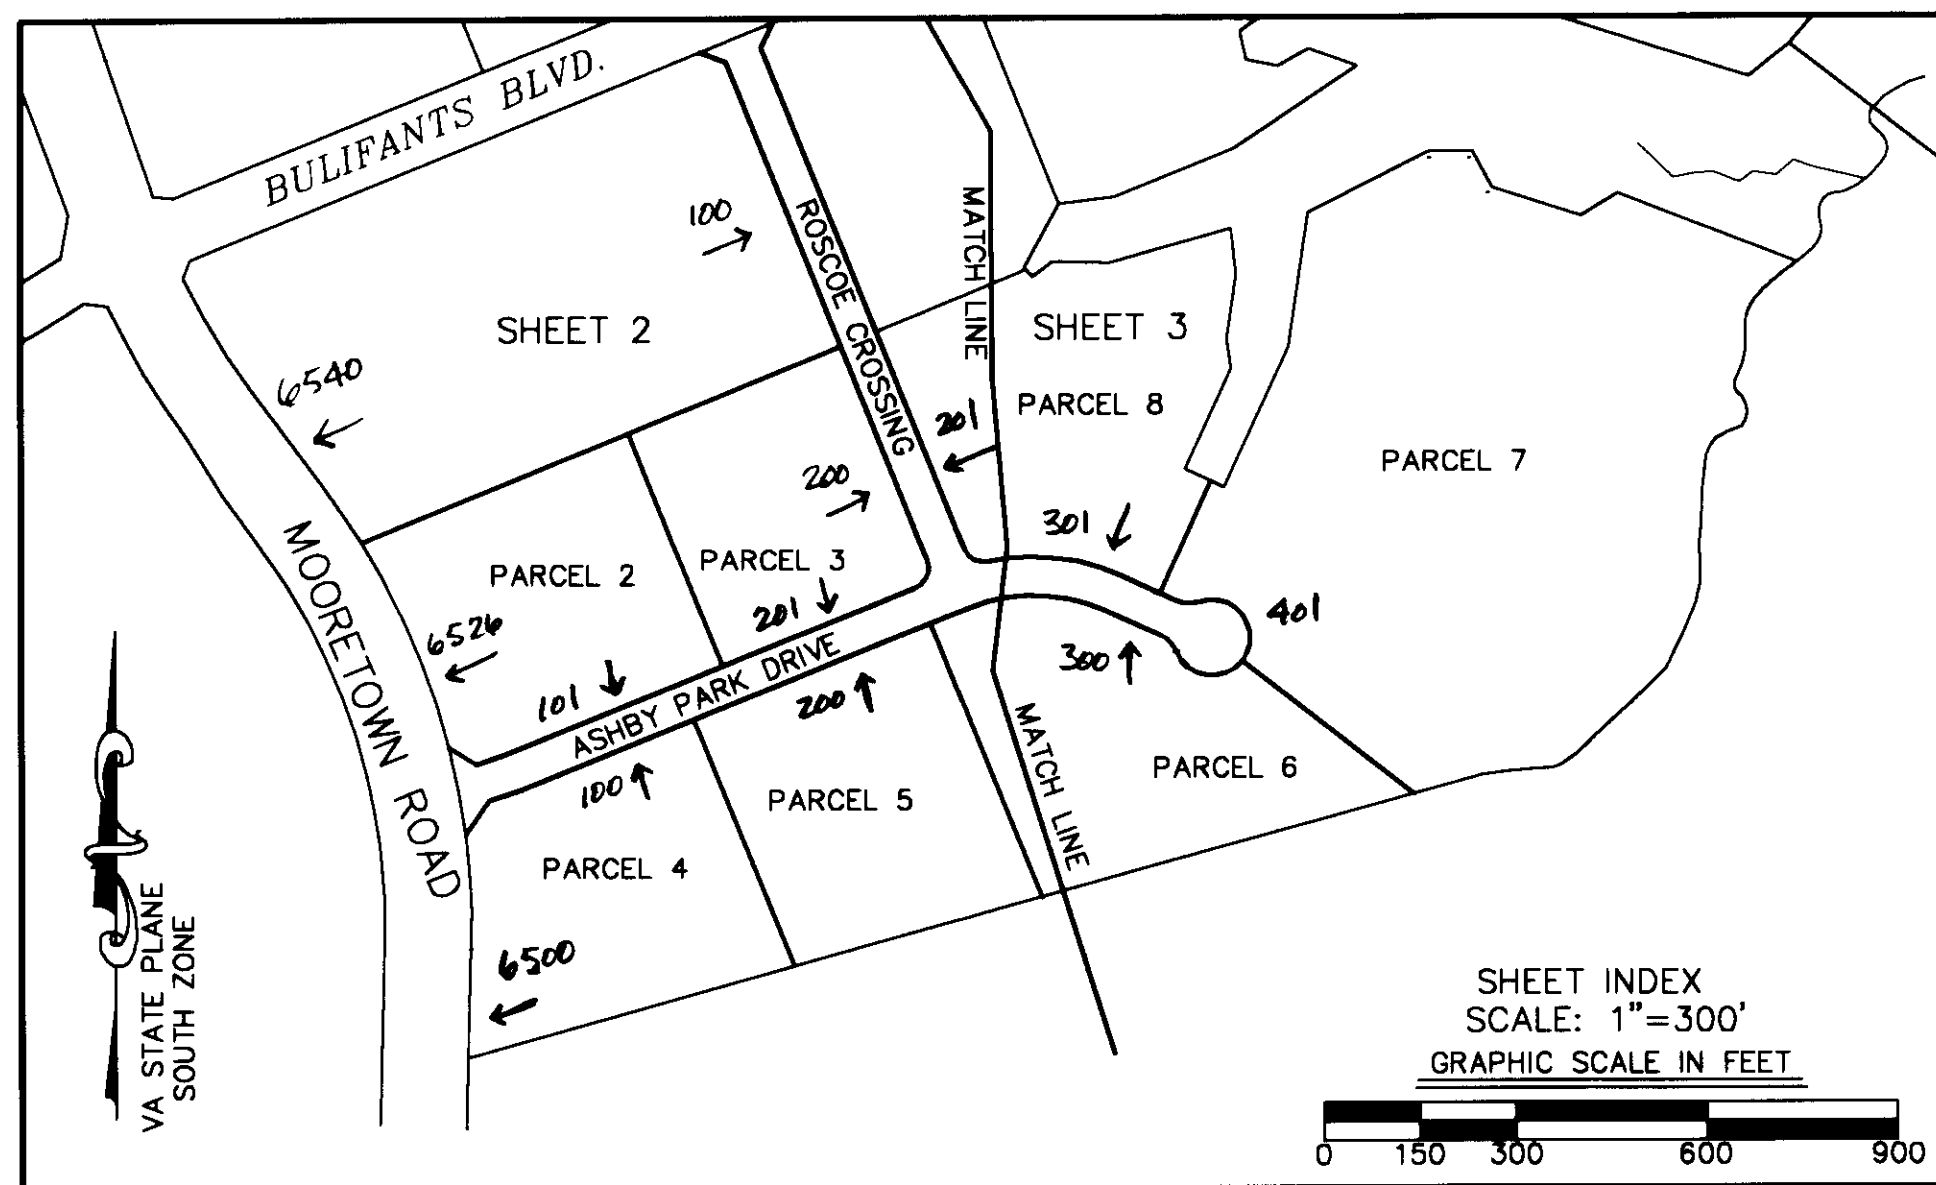 BULIFANTS BLVD.
100
ROSCOE CROSSING
MATCH LINE
SHEET 2
SHEET 3
6540
PARCEL 8
201
PARCEL 7
200
301
MOORETOWN ROAD
PARCEL 2
PARCEL 3
201
401
6526
300
101
ASHBY PARK DRIVE
200
MATCH LINE
PARCEL 6
100
PARCEL 5
PARCEL 4
6500
VA STATE PLANE
SOUTH ZONE
SHEET INDEX
SCALE: 1"=300'
GRAPHIC SCALE IN FEET
0 150 300 600 900